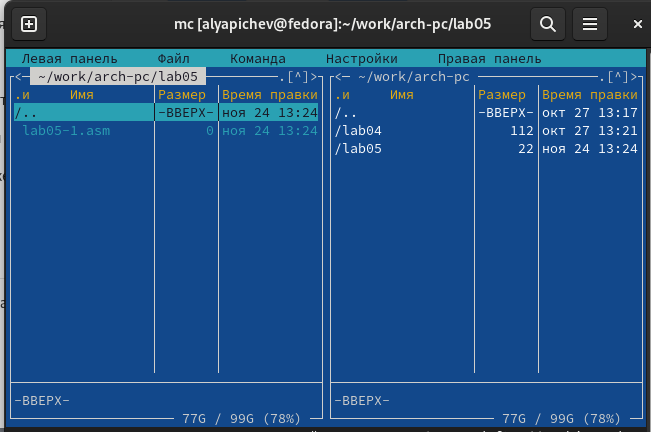 mc [alyapichev@fedora]:~/work/arch-pc/lab05
Левая панель Файл Команда Настройки Правая панель
<─ ~/work/arch-pc/lab05 ─.[^]>
.и Имя Размер Время правки
/.. -ВВЕРХ- ноя 24 13:24
lab05-1.asm 0 ноя 24 13:24
-ВВЕРХ-
77G / 99G (78%)
<─ ~/work/arch-pc ─.[^]>
.и Имя Размер Время правки
/.. -ВВЕРХ- окт 27 13:17
/lab04 112 окт 27 13:21
/lab05 22 ноя 24 13:24
-ВВЕРХ-
77G / 99G (78%)